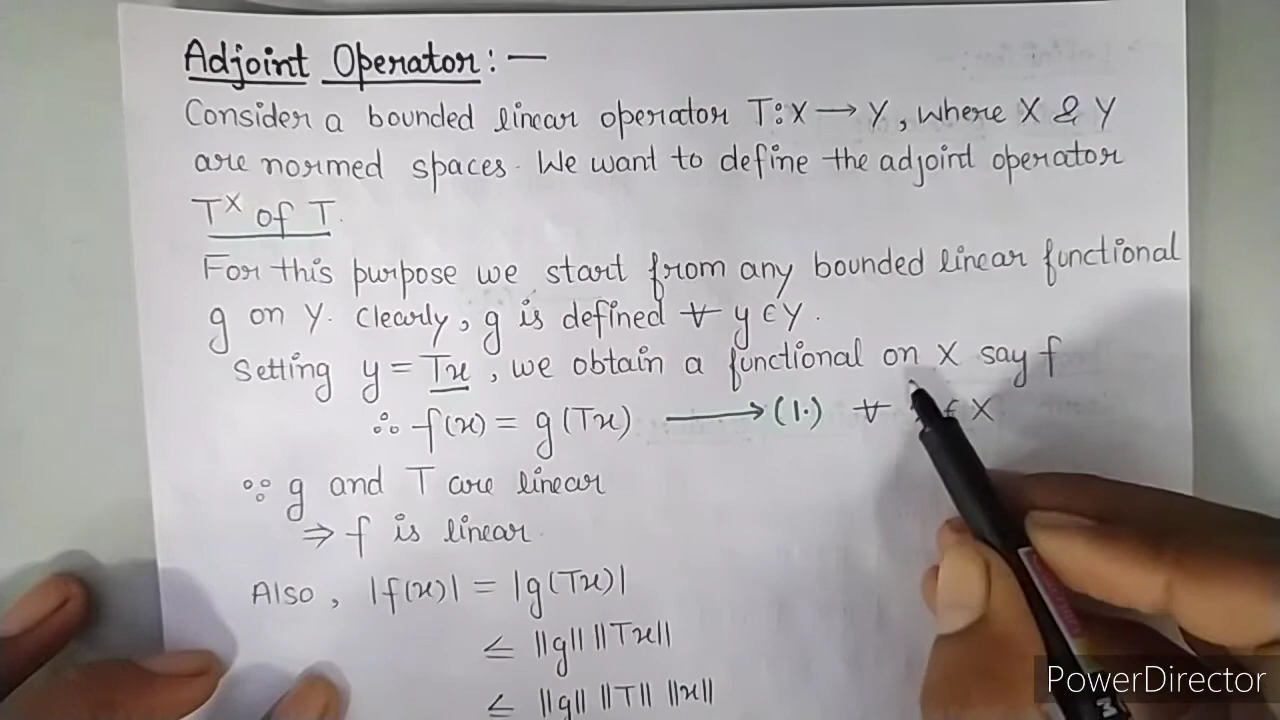 Adjoint Operator: —
Consider a bounded linear operator T: X → Y, where X & Y
are normed spaces. We want to define the adjoint operator
T^X of T.
For this purpose we start from any bounded linear functional
g on Y. Clearly, g is defined ∀ y ∈ Y.
Setting y = Tx, we obtain a functional on X say f
∴ f(x) = g(Tx) → (1.) ∀ ∈ X
∵ g and T are linear
⇒ f is linear.
Also, |f(x)| = |g(Tx)|
≤ ||g|| ||Tx||
≤ ||g|| ||T|| ||x||
PowerDirector